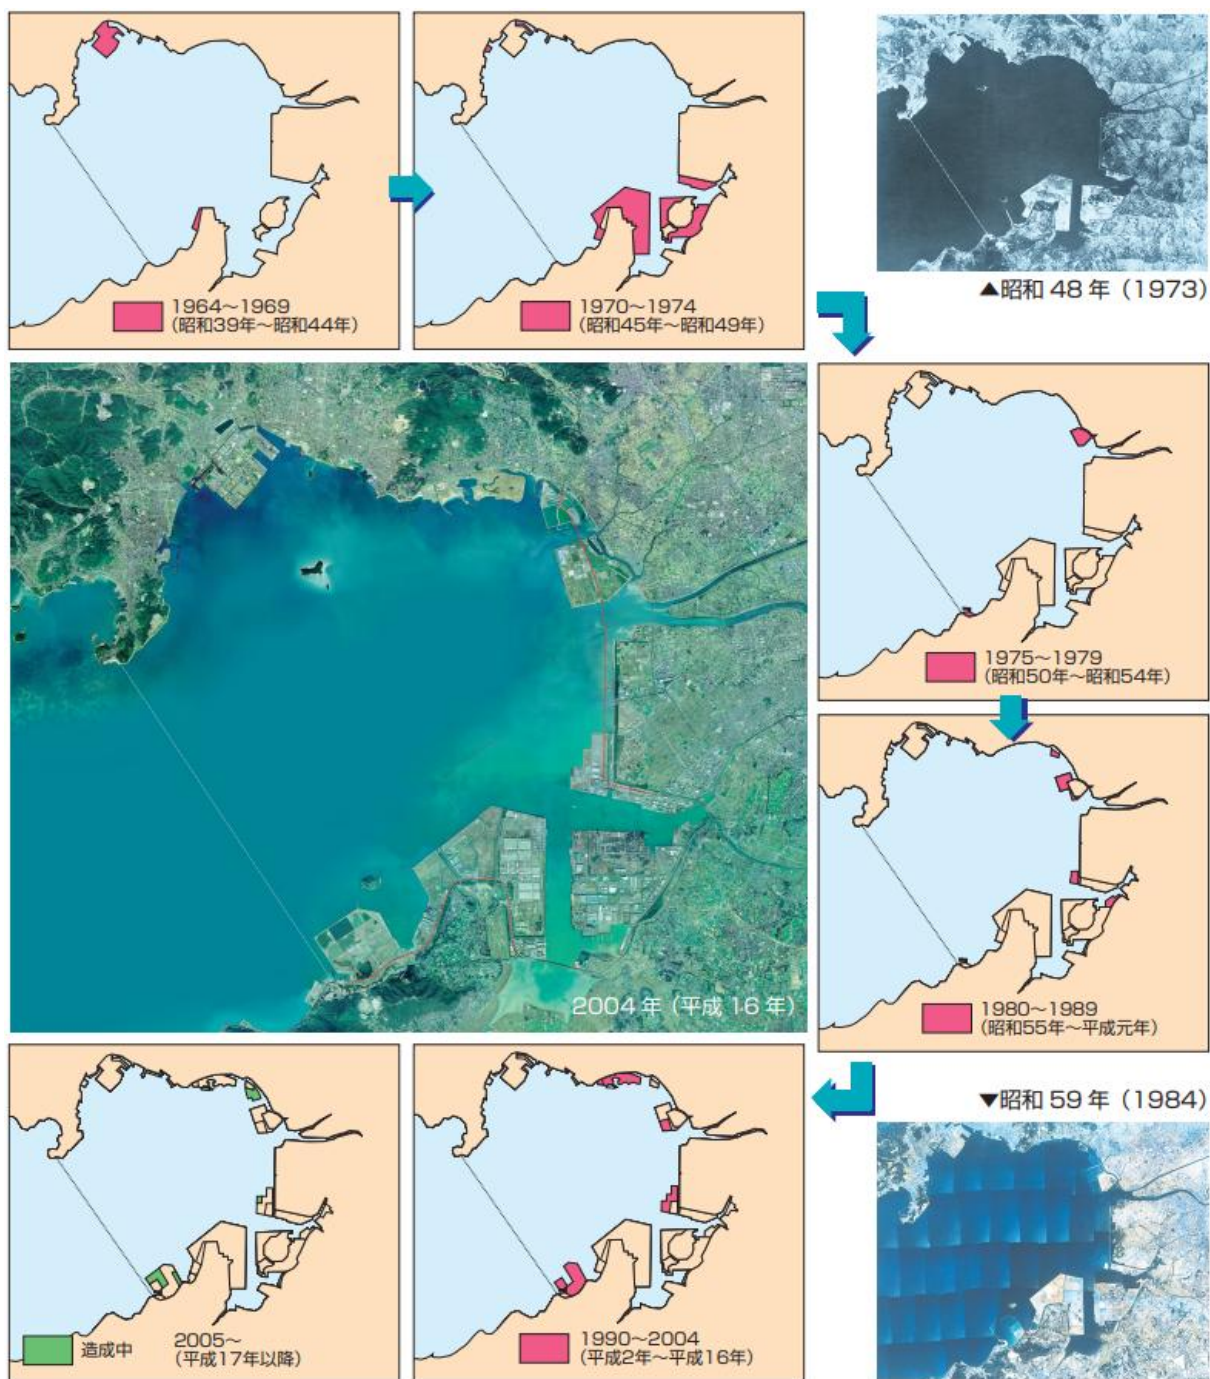 1964～1969
(昭和39年～昭和44年)
1970～1974
(昭和45年～昭和49年)
▲昭和 48 年（1973）
1975～1979
(昭和50年～昭和54年)
2004 年（平成 16 年）
1980～1989
(昭和55年～平成元年)
▼昭和 59 年（1984）
1990～2004
(平成2年～平成16年)
造成中
2005～
(平成17年以降)